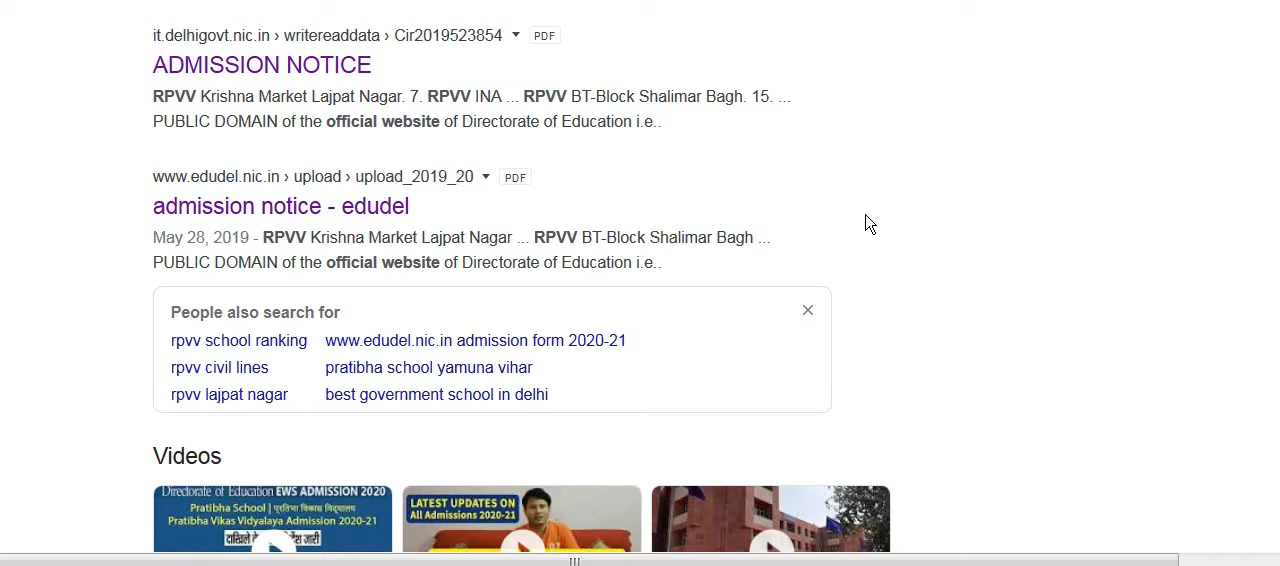 it.delhigovt.nic.in › writereaddata › Cir2019523854 PDF
ADMISSION NOTICE
RPVV Krishna Market Lajpat Nagar. 7. RPVV INA ... RPVV BT-Block Shalimar Bagh. 15. ...
PUBLIC DOMAIN of the official website of Directorate of Education i.e..
www.edudel.nic.in › upload › upload_2019_20 PDF
admission notice - edudel
May 28, 2019 - RPVV Krishna Market Lajpat Nagar ... RPVV BT-Block Shalimar Bagh ...
PUBLIC DOMAIN of the official website of Directorate of Education i.e..
People also search for
rpvv school ranking www.edudel.nic.in admission form 2020-21
rpvv civil lines pratibha school yamuna vihar
rpvv lajpat nagar best government school in delhi
Videos
Directorate of Education EWS ADMISSION 2020
Pratibha School | प्रतिभा विकास विद्यालय
Pratibha Vikas Vidyalaya Admission 2020-21
दाखिले जारी
LATEST UPDATES ON
All Admissions 2020-21